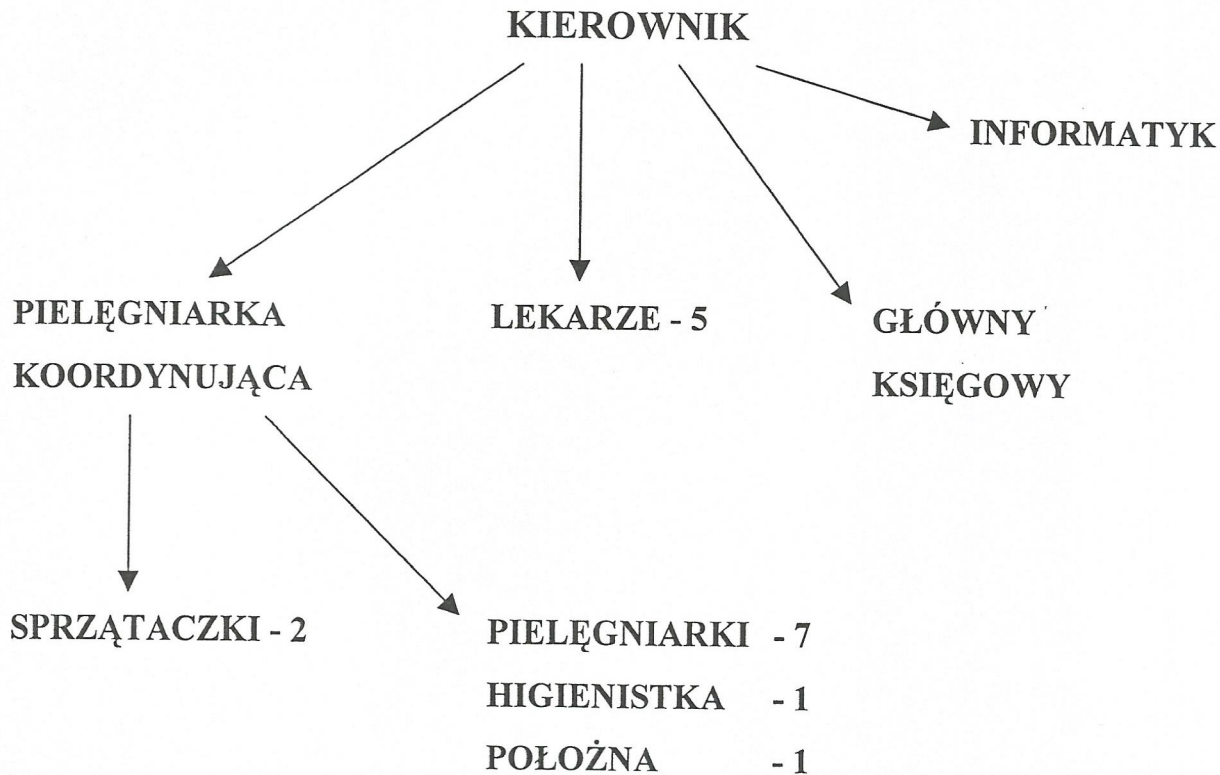 KIEROWNIK
INFORMATYK
PIELĘGNIARKA
KOORDYNUJĄCA
LEKARZE - 5
GŁÓWNY
KSIĘGOWY
SPRZĄTACZKI - 2
PIELĘGNIARKI - 7
HIGIENISTKA - 1
POŁOŻNA - 1